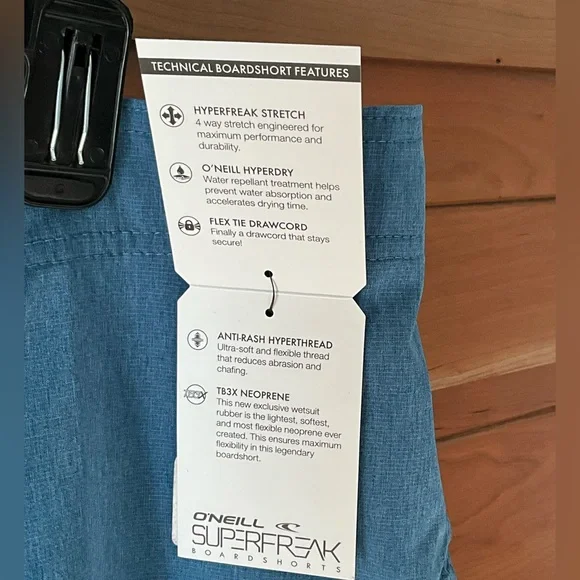 TECHNICAL BOARDSHORT FEATURES
HYPERFREAK STRETCH
4 way stretch engineered for
maximum performance and
durability.
O'NEILL HYPERDRY
Water repellant treatment helps
prevent water absorption and
accelerates drying time.
FLEX TIE DRAWCORD
Finally a drawcord that stays
secure!
ANTI-RASH HYPERTHREAD
Ultra-soft and flexible thread
that reduces abrasion and
chafing.
TB3X
TB3X NEOPRENE
This new exclusive wetsuit
rubber is the lightest, softest,
and most flexible neoprene ever
created. This ensures maximum
flexibility in this legendary
boardshort.
O'NEILL
SUPERFREAK
BOARDSHORTS